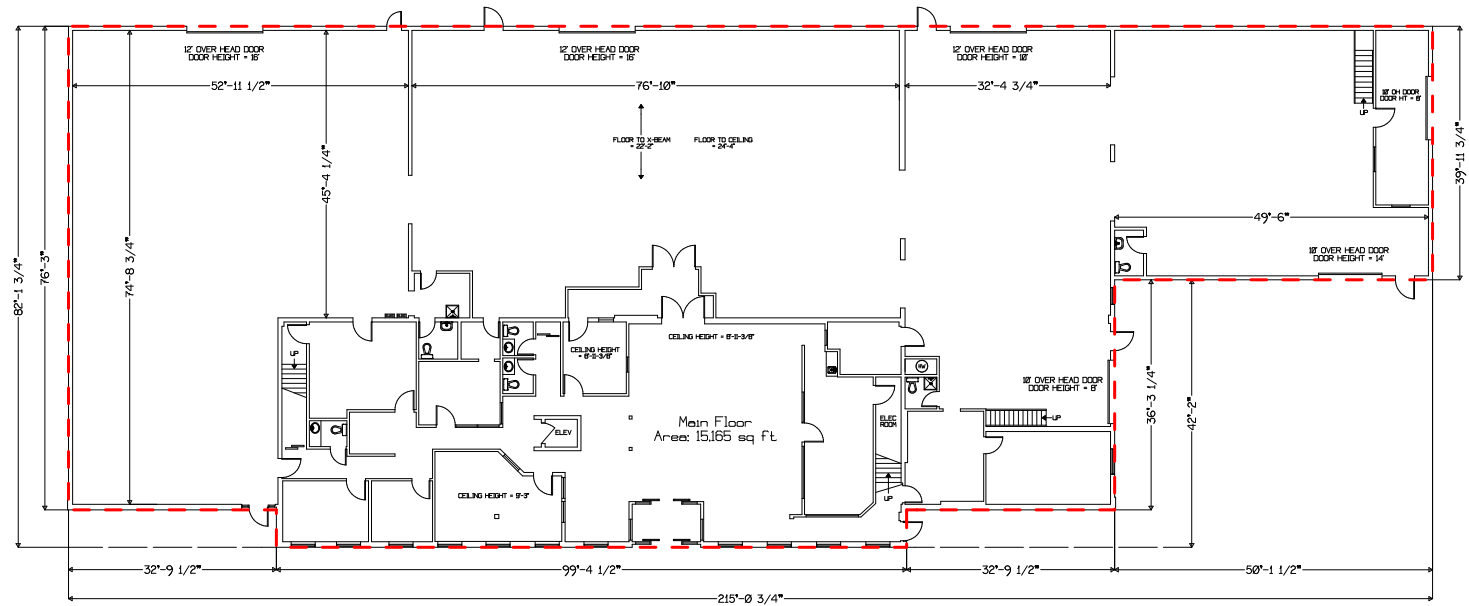 12' OVER HEAD DOOR
DOOR HEIGHT = 16'
12' OVER HEAD DOOR
DOOR HEIGHT = 16'
12' OVER HEAD DOOR
DOOR HEIGHT = 10'
52'-11 1/2"
76'-10"
32'-4 3/4"
10' OH DOOR
DOOR HT = 8'
UP
FLOOR TO X-BEAM
= 22'-2"
FLOOR TO CEILING
= 24'-4"
39'-11 3/4"
45'-4 1/4"
49'-6"
10' OVER HEAD DOOR
DOOR HEIGHT = 14'
82'-1 3/4"
76'-3"
74'-8 3/4"
CEILING HEIGHT = 8'-11-3/8"
CEILING HEIGHT
= 8'-11-3/8"
UP
HW
10' OVER HEAD DOOR
DOOR HEIGHT = 8'
36'-3 1/4"
42'-2"
Main Floor
Area: 15,165 sq ft
ELEV
ELEC
ROOM
UP
CEILING HEIGHT = 9'-3"
UP
32'-9 1/2"
99'-4 1/2"
32'-9 1/2"
50'-1 1/2"
215'-0 3/4"